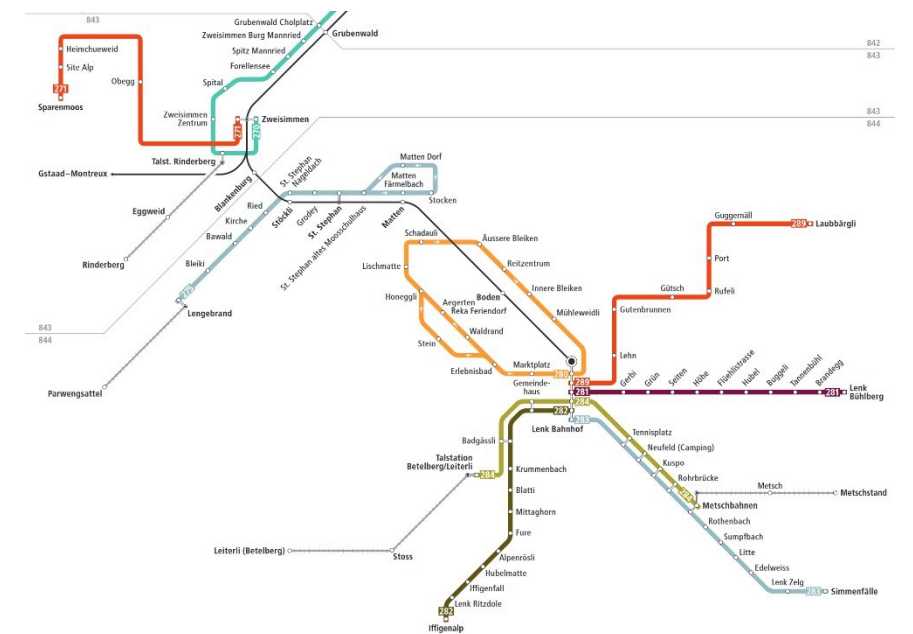 843
Grubenwald Cholplatz
Grubenwald
Zweisimmen Burg Mannried
842
843
Heimchueweid
Spitz Mannried
Site Alp
Forellensee
Obegg
Spital
271
Sparenmoos
Zweisimmen
Zentrum
271
270
Zweisimmen
843
844
Talst. Rinderberg
Gstaad–Montreux
Blankenburg
St. Stephan
Nageldach
Matten Dorf
Matten
Färmelbach
Stocken
Eggweid
Ried
Kirche
Bawald
Bleiki
Stöckli
Grodey
St. Stephan
St. Stephan altes Moosschulhaus
Matten
Rinderberg
275
Lengebrand
Guggernäll
289
Laubbärgli
Schadauli
Äussere Bleiken
Lischmatte
Reitzentrum
Port
Honeggli
Boden
Innere Bleiken
Gütsch
Rufeli
Aegerten
Reka Feriendorf
Mühleweidli
Gutenbrunnen
843
844
Stein
Waldrand
Lehn
Erlebnisbad
Marktplatz
280
289
281
Gerbi
Grün
Seiten
Höhe
Flüehlistrasse
Hubel
Buggeli
Tannenbühl
Brandegg
281
Lenk
Bühlberg
Parwengsattel
Gemeinde-
haus
284
282
283
Lenk Bahnhof
Badgässli
Tennisplatz
Neufeld (Camping)
Talstation
Betelberg/Leiterli
284
Kuspo
Rohrbrücke
Krummenbach
284
Metsch
Metschstand
Blatti
Metschbahnen
Mittaghorn
Rothenbach
Fure
Sumpfbach
Leiterli (Betelberg)
Stoss
Litte
Alpenrösli
Edelweiss
Hubelmatte
Lenk Zelg
Iffigenfall
283
Simmenfälle
Lenk Ritzdole
282
Iffigenalp